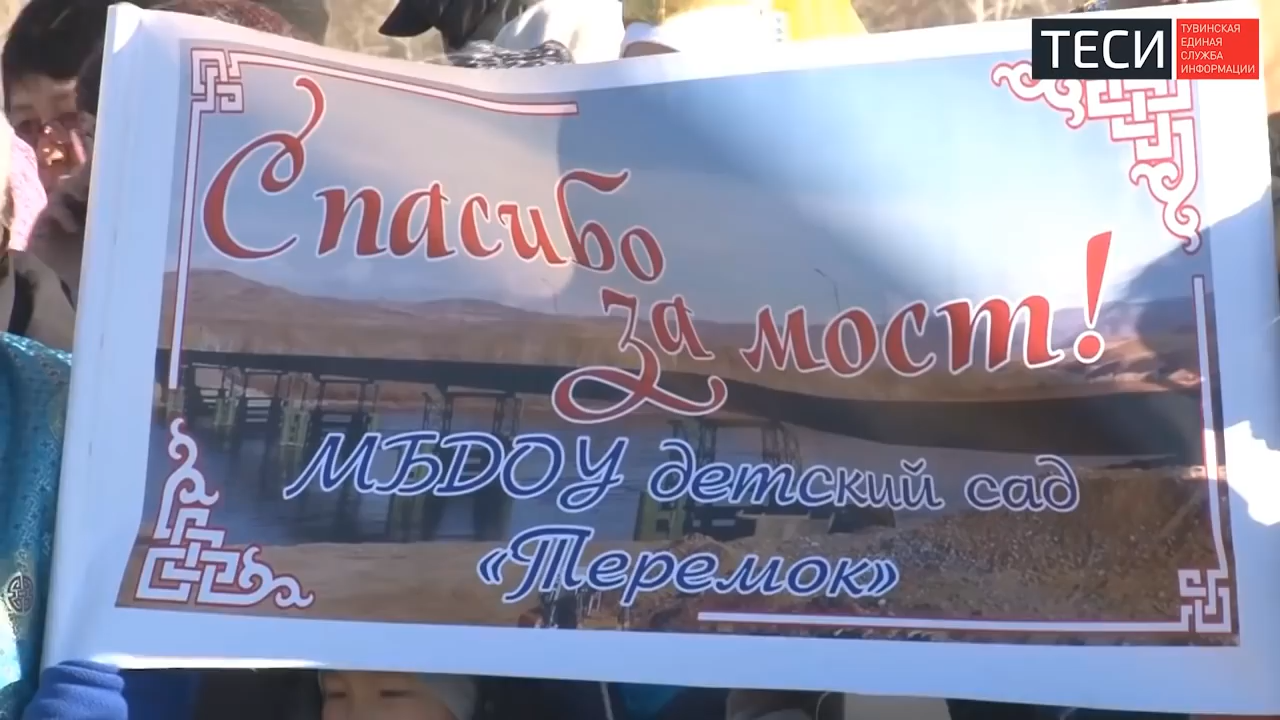 ТЕСИ
ТУВИНСКАЯ
ЕДИНАЯ
СЛУЖБА
ИНФОРМАЦИИ
Спасибо
за мост!
МБДОУ детский сад
«Теремок»